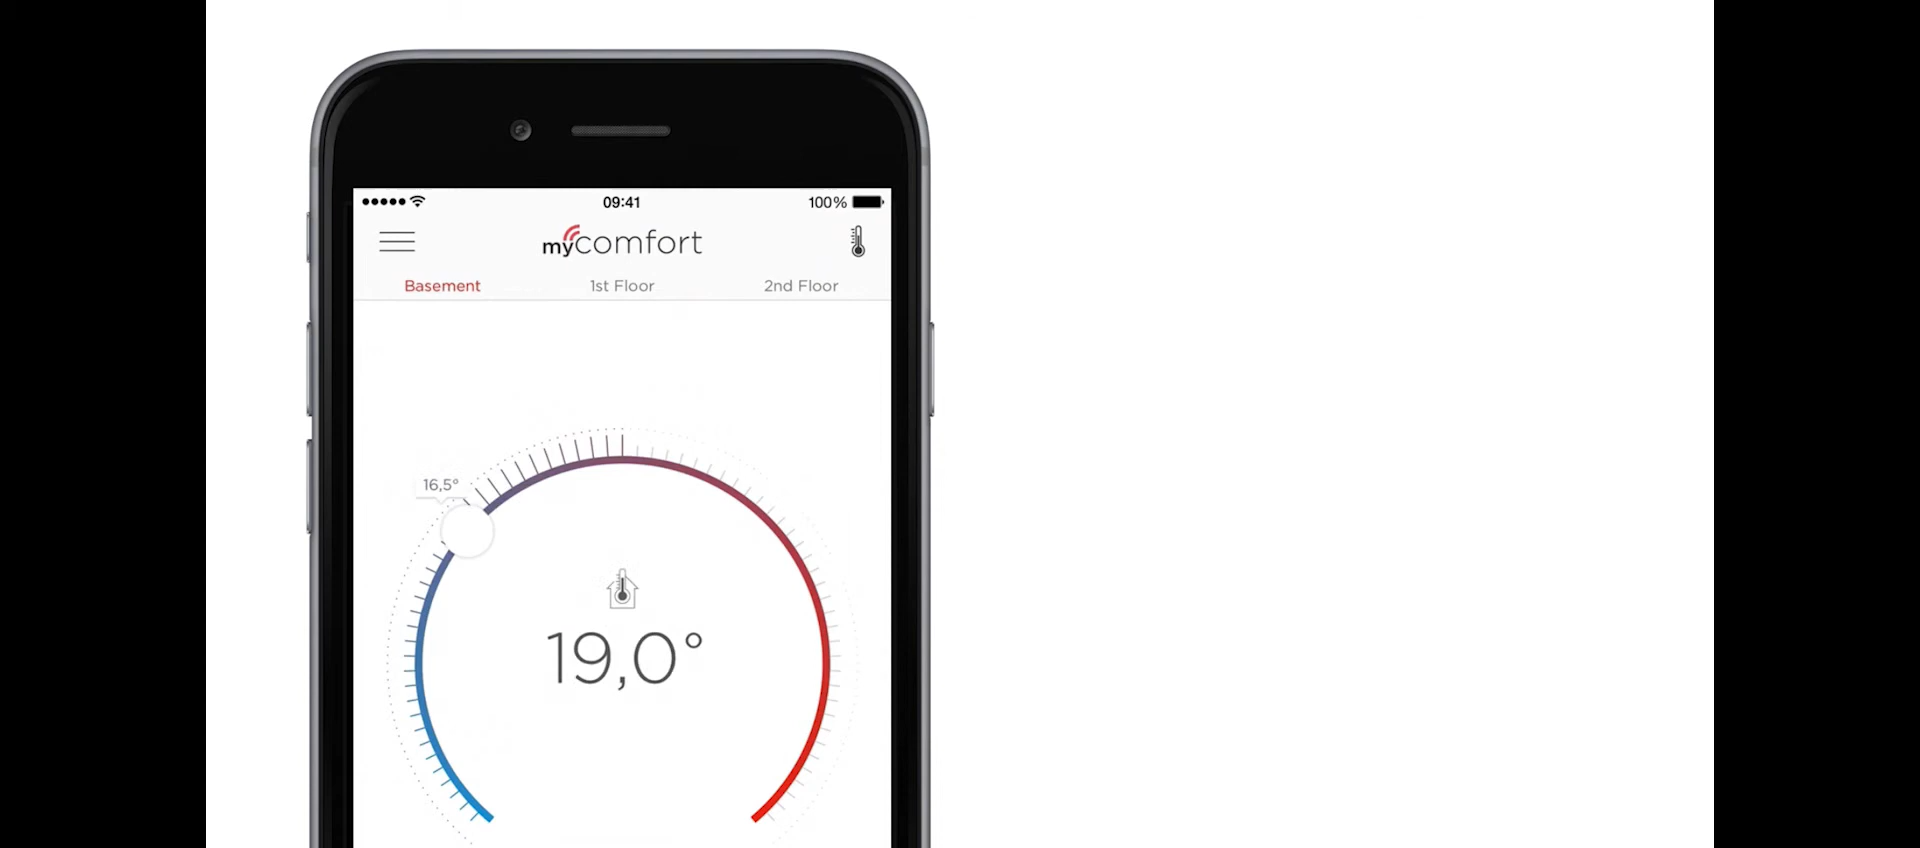 09:41
100%
mycomfort
Basement
1st Floor
2nd Floor
16,5°
19,0°